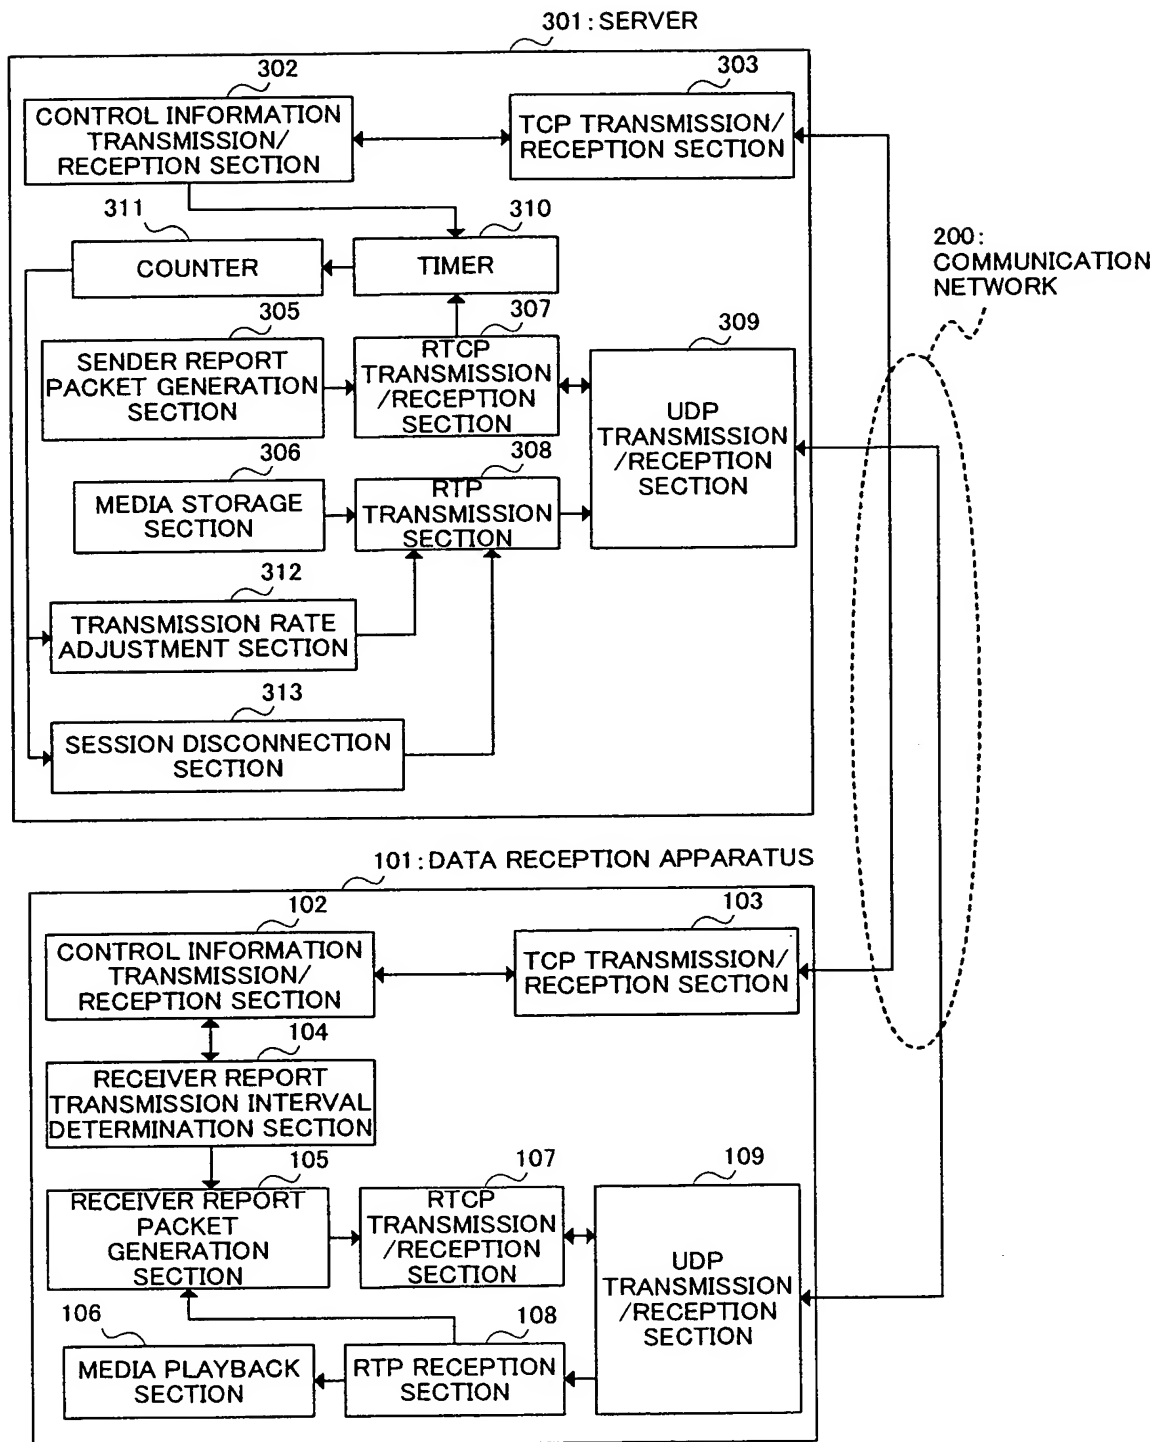 301:SERVER
302
303
CONTROL INFORMATION
TRANSMISSION/
RECEPTION SECTION
TCP TRANSMISSION/
RECEPTION SECTION
311
310
COUNTER
TIMER
200:
COMMUNICATION
NETWORK
305
307
309
SENDER REPORT
PACKET GENERATION
SECTION
RTCP
TRANSMISSION
/RECEPTION
SECTION
UDP
TRANSMISSION
/RECEPTION
SECTION
306
308
MEDIA STORAGE
SECTION
RTP
TRANSMISSION
SECTION
312
TRANSMISSION RATE
ADJUSTMENT SECTION
313
SESSION DISCONNECTION
SECTION
101:DATA RECEPTION APPARATUS
102
103
CONTROL INFORMATION
TRANSMISSION/
RECEPTION SECTION
TCP TRANSMISSION/
RECEPTION SECTION
104
RECEIVER REPORT
TRANSMISSION INTERVAL
DETERMINATION SECTION
105
107
109
RECEIVER REPORT
PACKET
GENERATION
SECTION
RTCP
TRANSMISSION
/RECEPTION
SECTION
UDP
TRANSMISSION
/RECEPTION
SECTION
106
108
MEDIA PLAYBACK
SECTION
RTP RECEPTION
SECTION